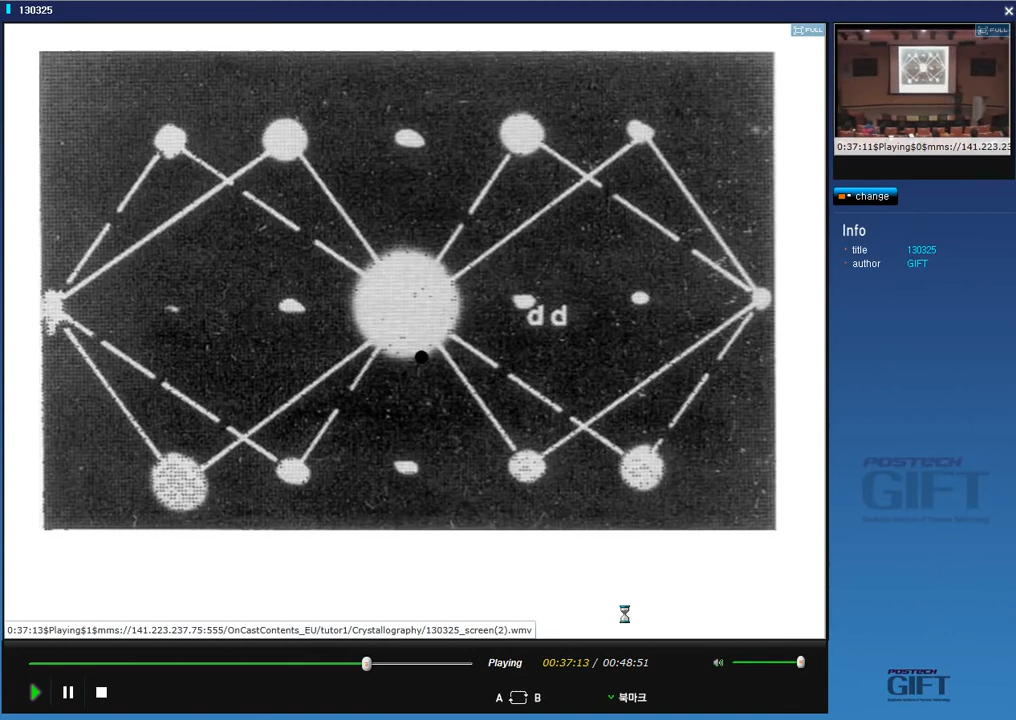 130325
FULL
FULL
0:37:11$Playing$0$mms://141.223.23
change
Info
title 130325
author GIFT
d d
POSTECH
GIFT
0:37:13$Playing$1$mms://141.223.237.75:555/OnCastContents_EU/tutor1/Crystallography/130325_screen(2).wmv
Playing 00:37:13 / 00:48:51
A B 북마크
POSTECH
GIFT